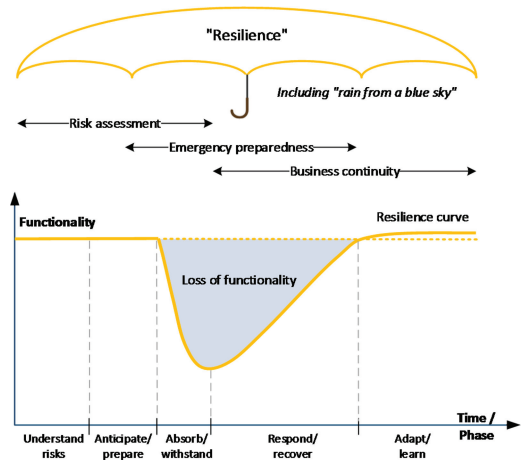 "Resilience"
Including "rain from a blue sky"
Risk assessment
Emergency preparedness
Business continuity
Functionality
Resilience curve
Loss of functionality
Time /
Phase
Understand
risks
Anticipate/
prepare
Absorb/
withstand
Respond/
recover
Adapt/
learn